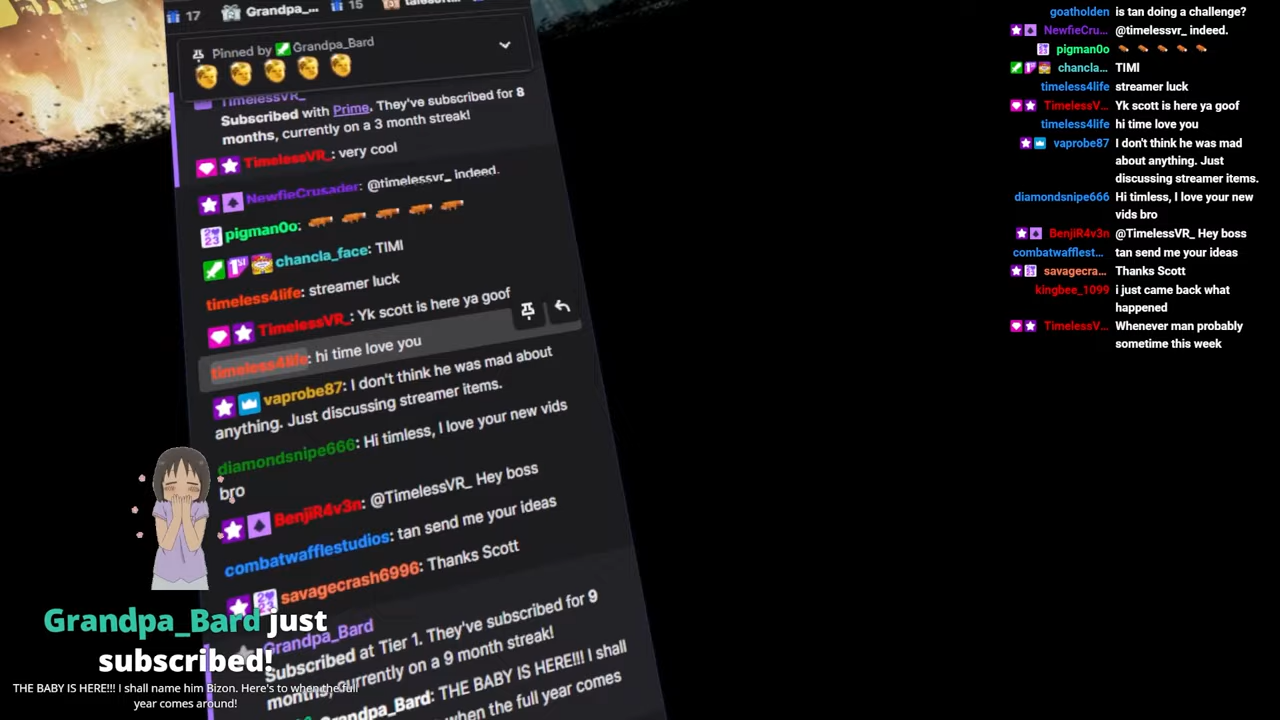 17 Grandpa_... 15
Pinned by Grandpa_Bard
TimelessVR_
Subscribed with Prime. They've subscribed for 8
months, currently on a 3 month streak!
TimelessVR_: very cool
NewfieCrusader: @timelessvr_ indeed.
pigman0o:
chancla_face: TIMI
timeless4life: streamer luck
TimelessVR_: Yk scott is here ya goof
timeless4life: hi time love you
vaprobe87: I don't think he was mad about
anything. Just discussing streamer items.
diamondsnipe666: Hi timless, I love your new vids
bro
BenjiR4v3n: @TimelessVR_ Hey boss
combatwafflestudios: tan send me your ideas
savagecrash6996: Thanks Scott
Grandpa_Bard
Subscribed at Tier 1. They've subscribed for 9
months, currently on a 9 month streak!
Grandpa_Bard: THE BABY IS HERE!!! I shall
when the full year comes
Grandpa_Bard just
subscribed!
THE BABY IS HERE!!! I shall name him Bizon. Here's to when the full
year comes around!
goatholden is tan doing a challenge?
NewfieCru... @timelessvr_ indeed.
pigman0o
chancla... TIMI
timeless4life streamer luck
TimelessV... Yk scott is here ya goof
timeless4life hi time love you
vaprobe87 I don't think he was mad
about anything. Just
discussing streamer items.
diamondsnipe666 Hi timless, I love your new
vids bro
BenjiR4v3n @TimelessVR_ Hey boss
combatwafflest... tan send me your ideas
savagecra... Thanks Scott
kingbee_1099 i just came back what
happened
TimelessV... Whenever man probably
sometime this week